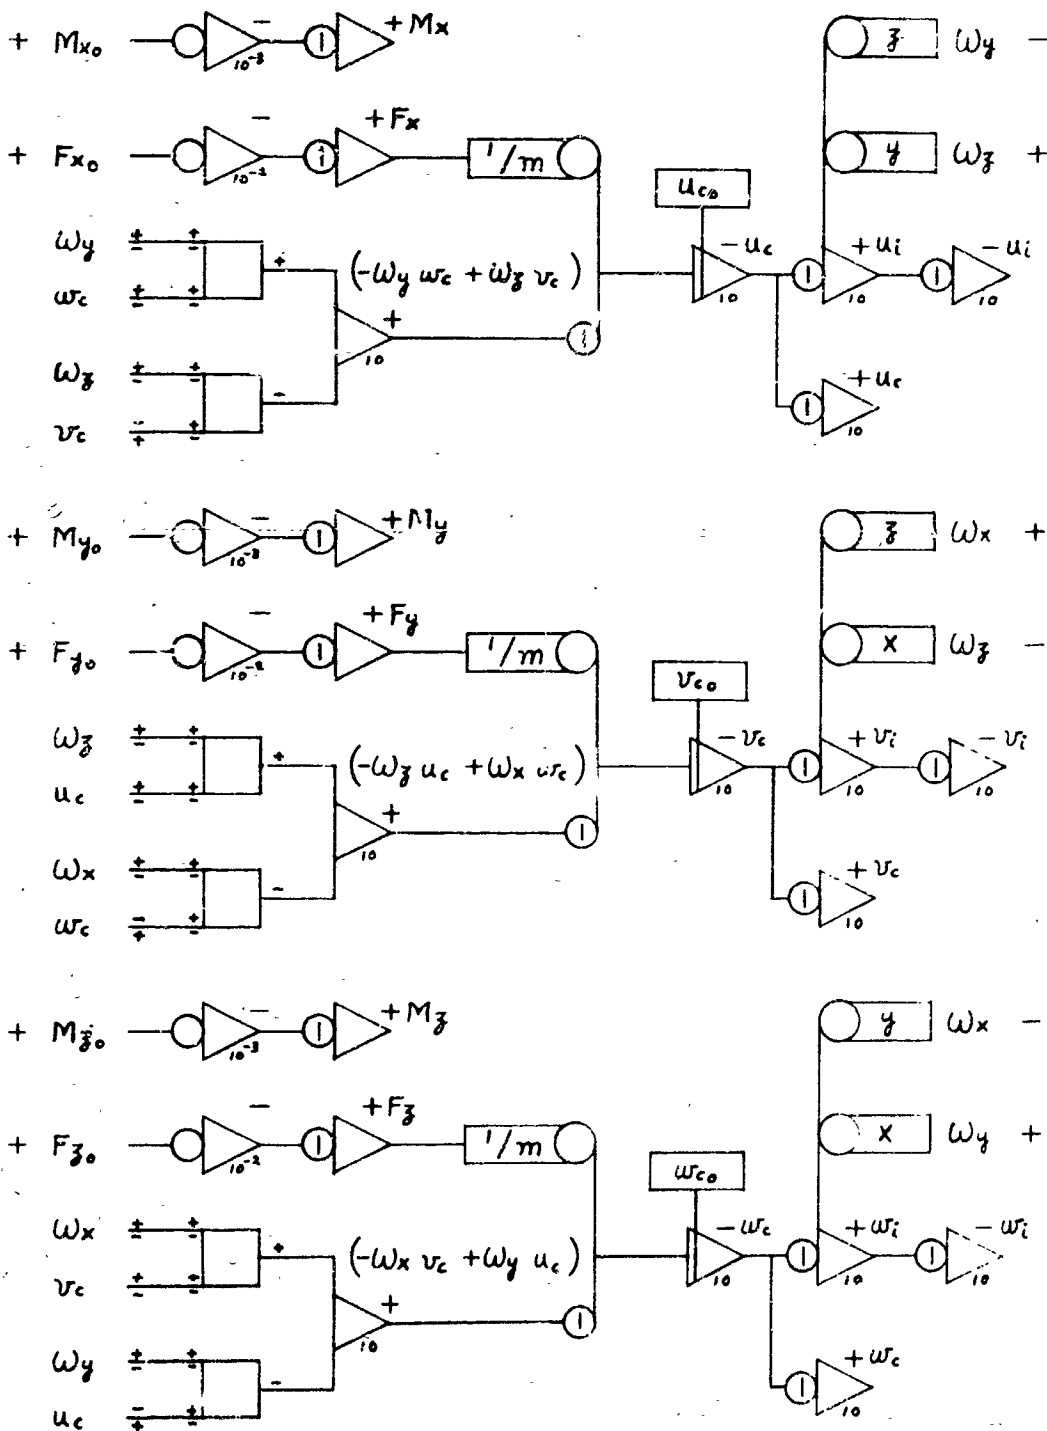 + Mx₀ − 10⁻³ 1 + Mx
z ωy −
+ Fx₀ − 10⁻² 1 + Fx 1/m
y ωz +
uc₀
ωy ± ±
ωc ± ±
+ (-ωy wc + ωz vc)
− uc 10 1 + ui 10 1 − ui 10
+ 10 1
ωz ± ±
vc ∓ ±
−
1 + uc 10
+ My₀ − 10⁻³ 1 + My
z ωx +
+ Fy₀ − 10⁻² 1 + Fy 1/m
x ωz −
vc₀
ωz ± ±
uc ± ±
+ (-ωz uc + ωx wc)
− vc 10 1 + vi 10 1 − vi 10
+ 10 1
ωx ± ±
wc ∓ ±
−
1 + vc 10
+ Mz₀ − 10⁻³ 1 + Mz
y ωx −
+ Fz₀ − 10⁻² 1 + Fz 1/m
x ωy +
wc₀
ωx ± ±
vc ± ±
+ (-ωx vc + ωy uc)
− wc 10 1 + wi 10 1 − wi 10
+ 10 1
ωy ± ±
uc ∓ ±
−
1 + wc 10